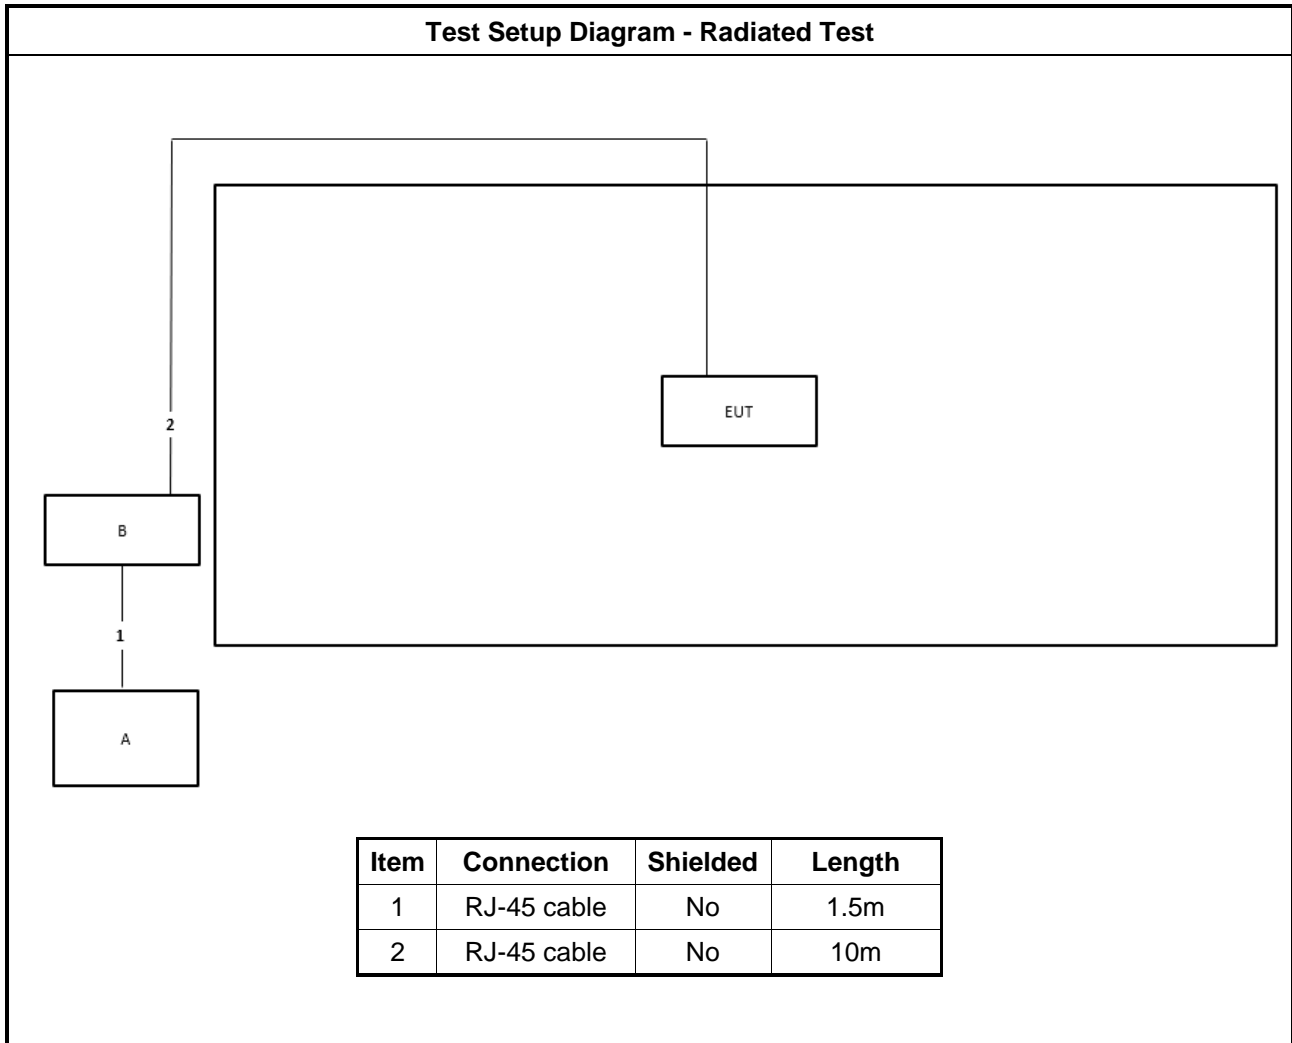 Test Setup Diagram - Radiated Test
EUT
2
B
1
A
Item Connection Shielded Length
1 RJ-45 cable No 1.5m
2 RJ-45 cable No 10m